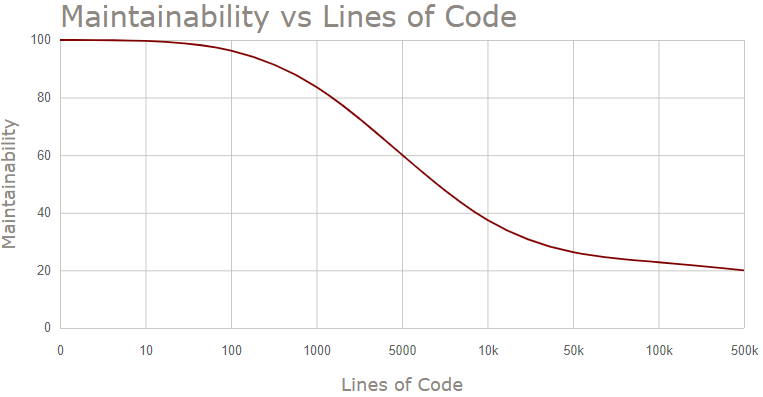 Maintainability vs Lines of Code
Maintainability
100
80
60
40
20
0
0 10 100 1000 5000 10k 50k 100k 500k
Lines of Code